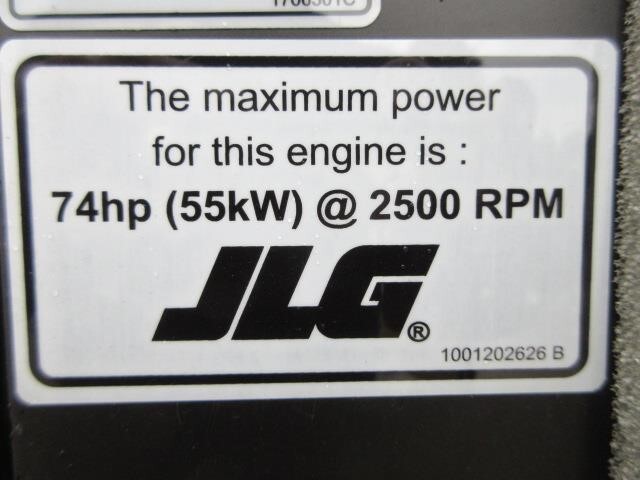 The maximum power
for this engine is :
74hp (55kW) @ 2500 RPM
JLG®
1001202626 B